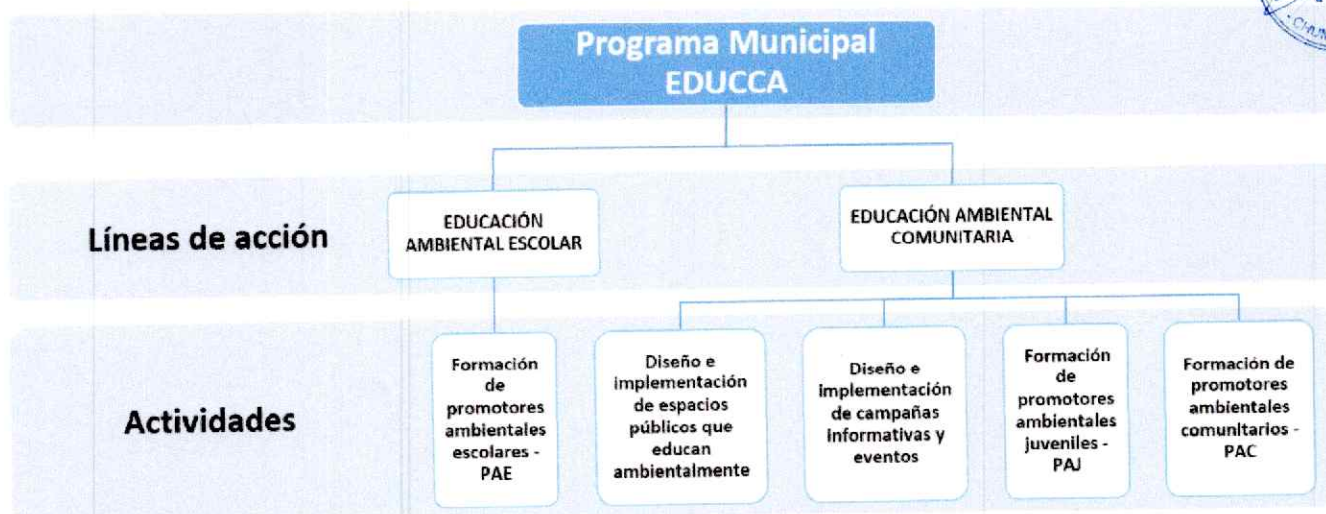 Programa Municipal
EDUCCA
Líneas de acción
EDUCACIÓN
AMBIENTAL ESCOLAR
EDUCACIÓN AMBIENTAL
COMUNITARIA
Actividades
Formación
de
promotores
ambientales
escolares -
PAE
Diseño e
implementación
de espacios
públicos que
educan
ambientalmente
Diseño e
implementación
de campañas
informativas y
eventos
Formación
de
promotores
ambientales
juveniles -
PAJ
Formación de
promotores
ambientales
comunitarios -
PAC